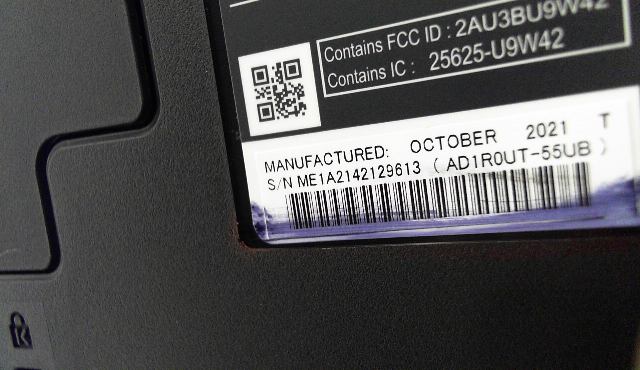 Contains FCC ID : 2AU3BU9W42
Contains IC : 25625-U9W42
MANUFACTURED: OCTOBER 2021 T
S/N ME1A2142129613 ( AD1R0UT-55UB )